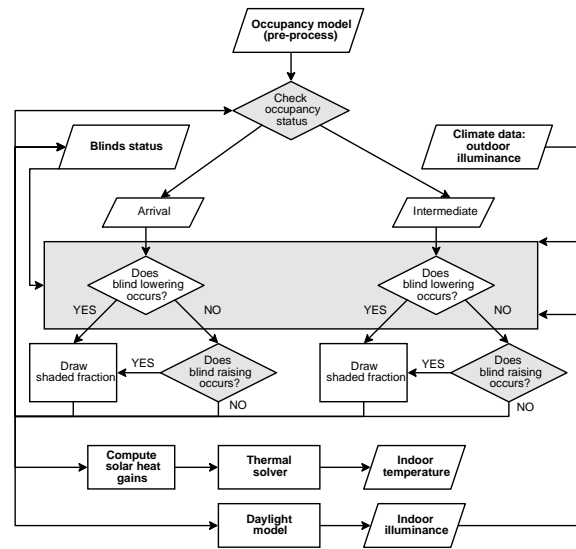 Occupancy model
(pre-process)
Check
occupancy
status
Blinds status
Climate data:
outdoor
illuminance
Arrival
Intermediate
Does
blind lowering
occurs?
Does
blind lowering
occurs?
YES
NO
YES
NO
Draw
shaded fraction
YES
Does
blind raising
occurs?
Draw
shaded fraction
YES
Does
blind raising
occurs?
NO
NO
Compute
solar heat
gains
Thermal
solver
Indoor
temperature
Daylight
model
Indoor
illuminance